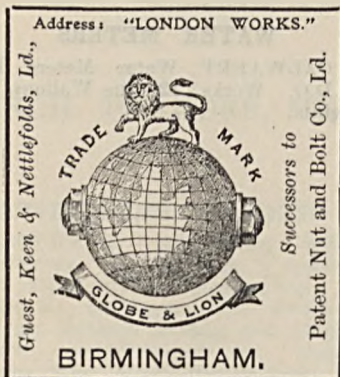 Address: "LONDON WORKS."
Guest, Keen & Nettlefolds, Ld.,
TRADE MARK
GLOBE & LION
Successors to
Patent Nut and Bolt Co., Ld.
BIRMINGHAM.